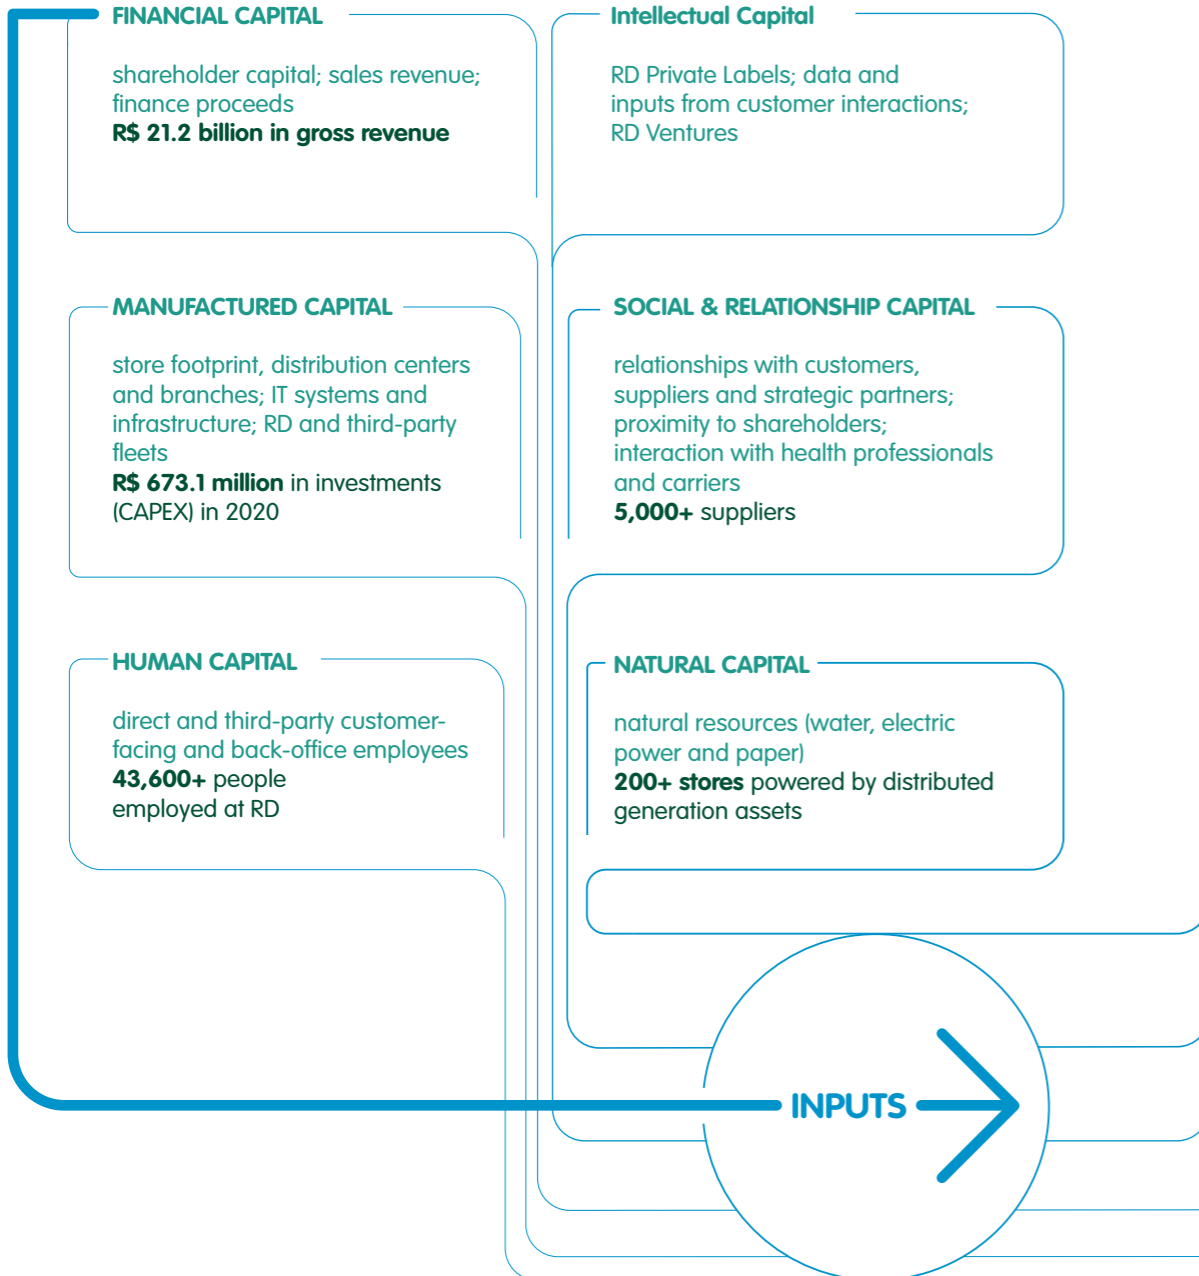 FINANCIAL CAPITAL
shareholder capital; sales revenue;
finance proceeds
R$ 21.2 billion in gross revenue
Intellectual Capital
RD Private Labels; data and
inputs from customer interactions;
RD Ventures
MANUFACTURED CAPITAL
store footprint, distribution centers
and branches; IT systems and
infrastructure; RD and third-party
fleets
R$ 673.1 million in investments
(CAPEX) in 2020
SOCIAL & RELATIONSHIP CAPITAL
relationships with customers,
suppliers and strategic partners;
proximity to shareholders;
interaction with health professionals
and carriers
5,000+ suppliers
HUMAN CAPITAL
direct and third-party customer-
facing and back-office employees
43,600+ people
employed at RD
NATURAL CAPITAL
natural resources (water, electric
power and paper)
200+ stores powered by distributed
generation assets
INPUTS